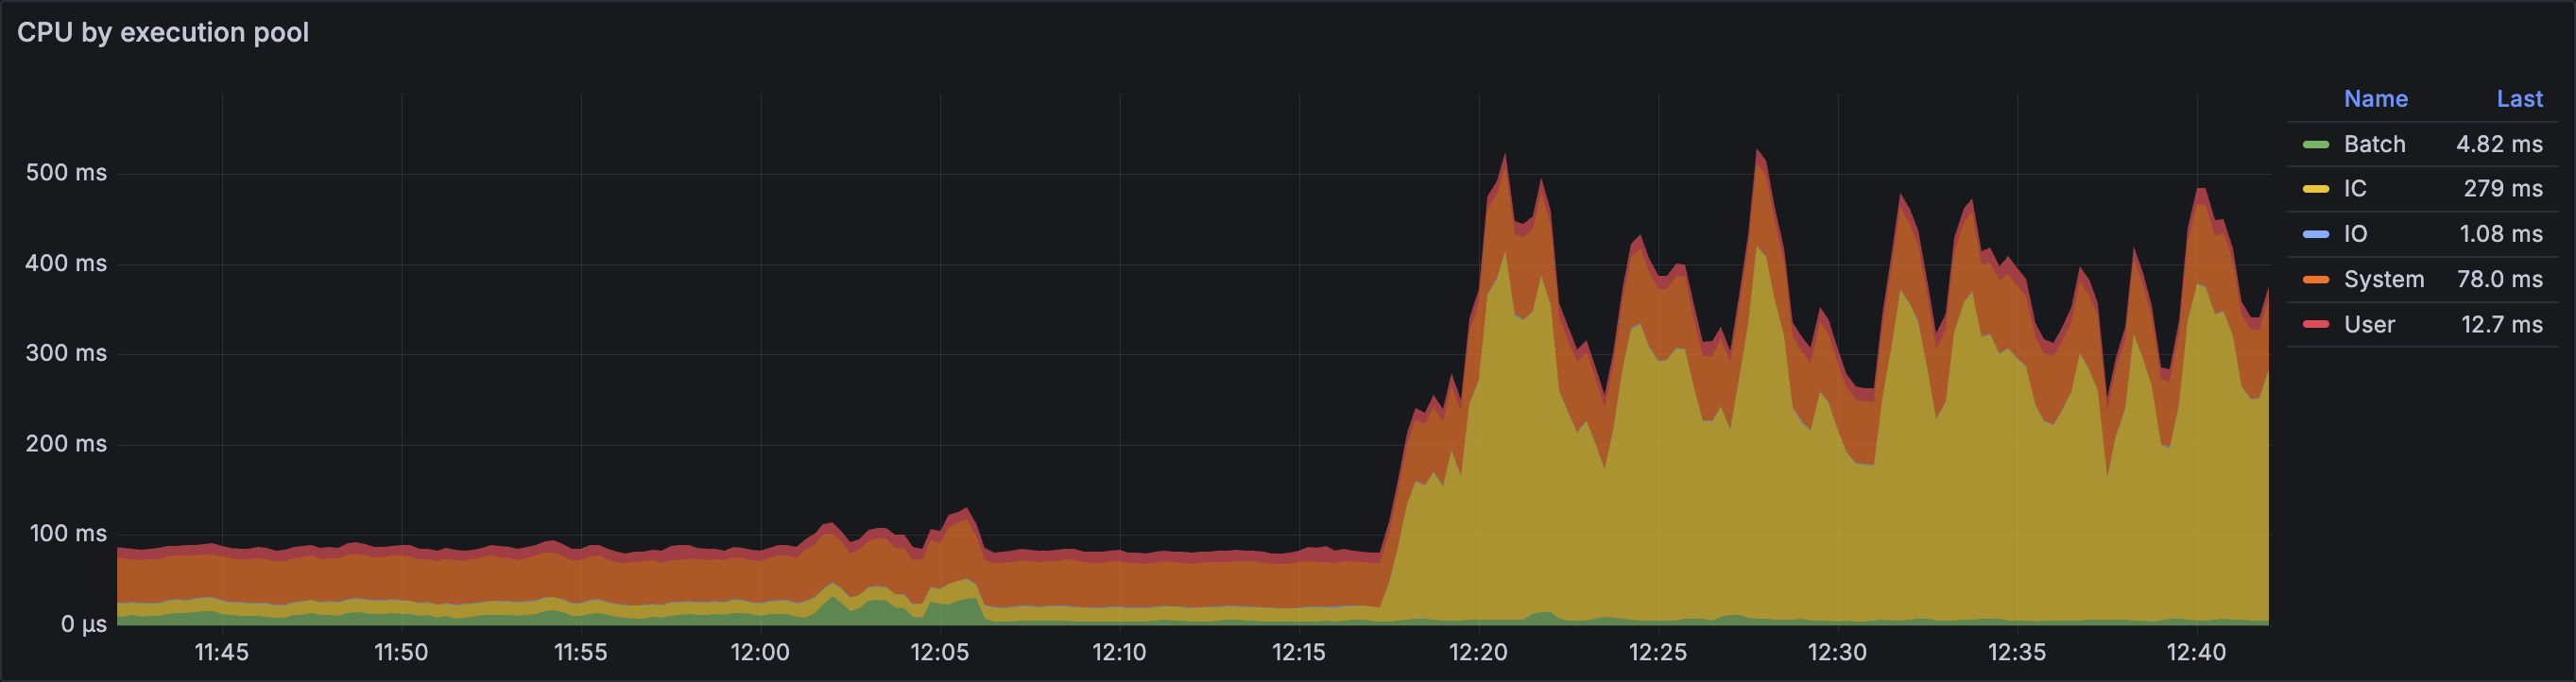 CPU by execution pool
500 ms
400 ms
300 ms
200 ms
100 ms
0 µs
11:45 11:50 11:55 12:00 12:05 12:10 12:15 12:20 12:25 12:30 12:35 12:40
Name Last
Batch 4.82 ms
IC 279 ms
IO 1.08 ms
System 78.0 ms
User 12.7 ms